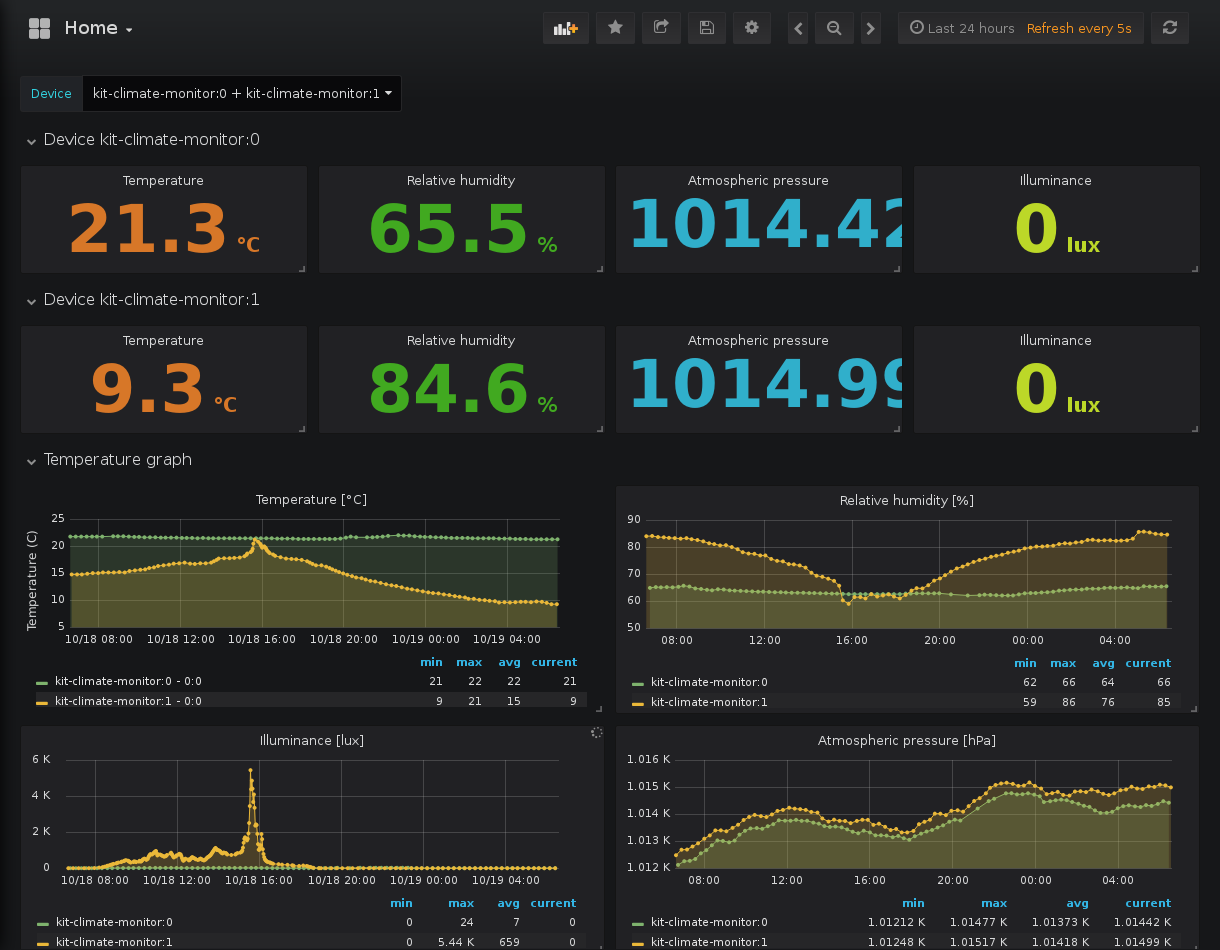 Home
Last 24 hours Refresh every 5s
Device kit-climate-monitor:0 + kit-climate-monitor:1
Device kit-climate-monitor:0
Temperature Relative humidity Atmospheric pressure Illuminance
21.3 °C 65.5 % 1014.42 0 lux
Device kit-climate-monitor:1
Temperature Relative humidity Atmospheric pressure Illuminance
9.3 °C 84.6 % 1014.99 0 lux
Temperature graph
Temperature [°C]
Temperature (C)
25
20
15
10
5
10/18 08:00 10/18 12:00 10/18 16:00 10/18 20:00 10/19 00:00 10/19 04:00
min max avg current
kit-climate-monitor:0 - 0:0 21 22 22 21
kit-climate-monitor:1 - 0:0 9 21 15 9
Relative humidity [%]
90
80
70
60
50
08:00 12:00 16:00 20:00 00:00 04:00
min max avg current
kit-climate-monitor:0 62 66 64 66
kit-climate-monitor:1 59 86 76 85
Illuminance [lux]
6 K
4 K
2 K
0
10/18 08:00 10/18 12:00 10/18 16:00 10/18 20:00 10/19 00:00 10/19 04:00
min max avg current
kit-climate-monitor:0 0 24 7 0
kit-climate-monitor:1 0 5.44 K 659 0
Atmospheric pressure [hPa]
1.016 K
1.015 K
1.014 K
1.013 K
1.012 K
08:00 12:00 16:00 20:00 00:00 04:00
min max avg current
kit-climate-monitor:0 1.01212 K 1.01477 K 1.01373 K 1.01442 K
kit-climate-monitor:1 1.01248 K 1.01517 K 1.01418 K 1.01499 K